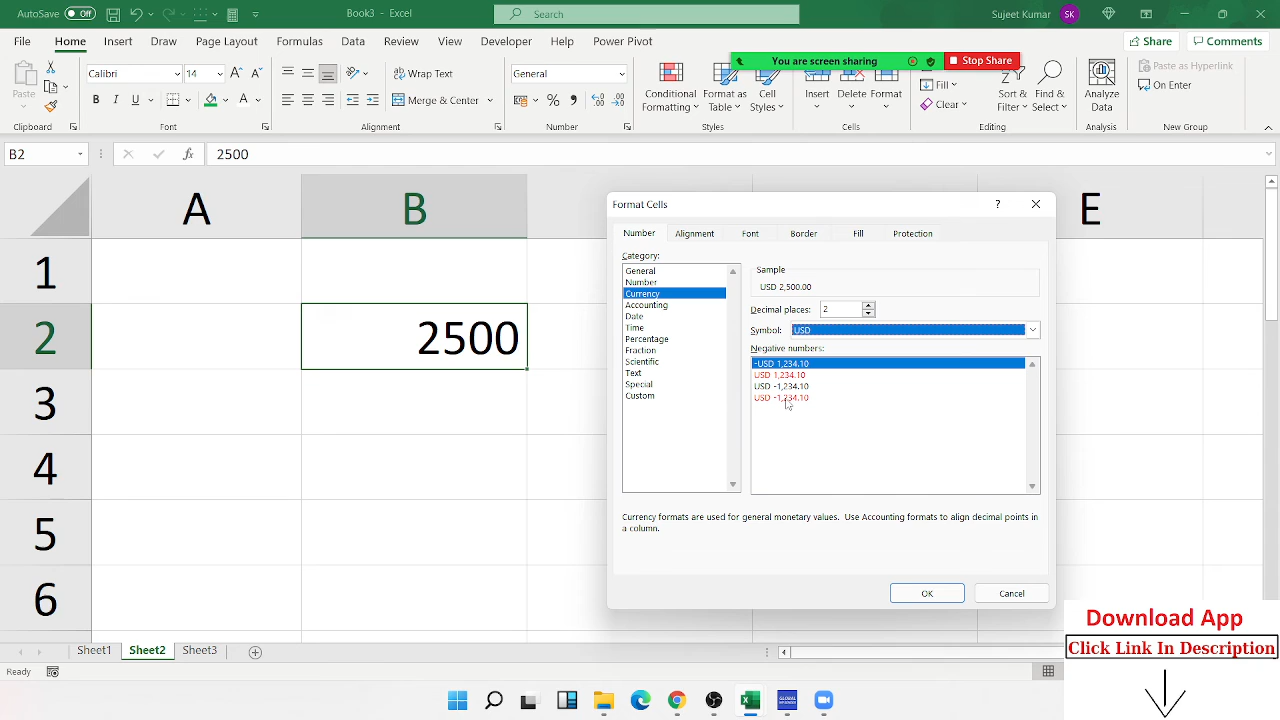 AutoSave Off
Book3 - Excel
Search
Sujeet Kumar SK
File Home Insert Draw Page Layout Formulas Data Review View Developer Help Power Pivot
Share Comments
You are screen sharing Stop Share
Paste
Calibri 14
B I U
Wrap Text
Merge & Center
General
Conditional Formatting
Format as Table
Cell Styles
Insert Delete Format
Fill
Clear
Sort & Filter
Find & Select
Analyze Data
Paste as Hyperlink
On Enter
Clipboard Font Alignment Number Styles Cells Editing Analysis New Group
B2 fx 2500
A B E
1
2 2500
3
4
5
6
Format Cells ?
Number Alignment Font Border Fill Protection
Category:
General
Number
Currency
Accounting
Date
Time
Percentage
Fraction
Scientific
Text
Special
Custom
Sample
USD 2,500.00
Decimal places: 2
Symbol: USD
Negative numbers:
-USD 1,234.10
USD 1,234.10
USD -1,234.10
USD -1,234.10
Currency formats are used for general monetary values. Use Accounting formats to align decimal points in
a column.
OK Cancel
Sheet1 Sheet2 Sheet3
Ready
Download App
Click Link In Description